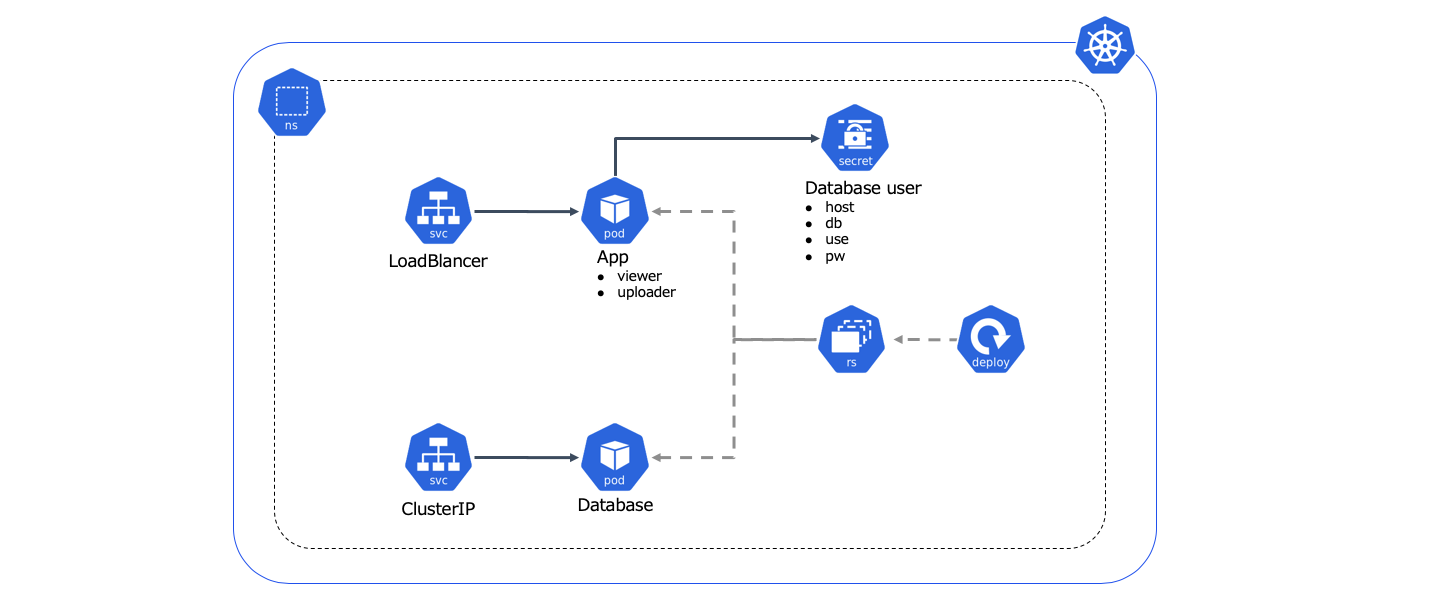 ns
secret
Database user
● host
● db
● use
● pw
svc
LoadBlancer
pod
App
● viewer
● uploader
rs
deploy
svc
ClusterIP
pod
Database